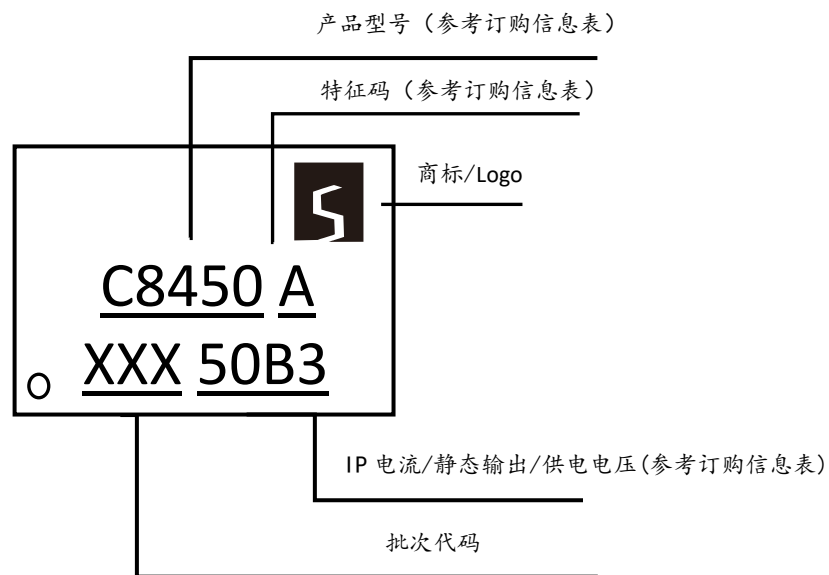 产品型号（参考订购信息表）
特征码（参考订购信息表）
商标/Logo
C8450 A
XXX 50B3
IP 电流/静态输出/供电电压(参考订购信息表)
批次代码